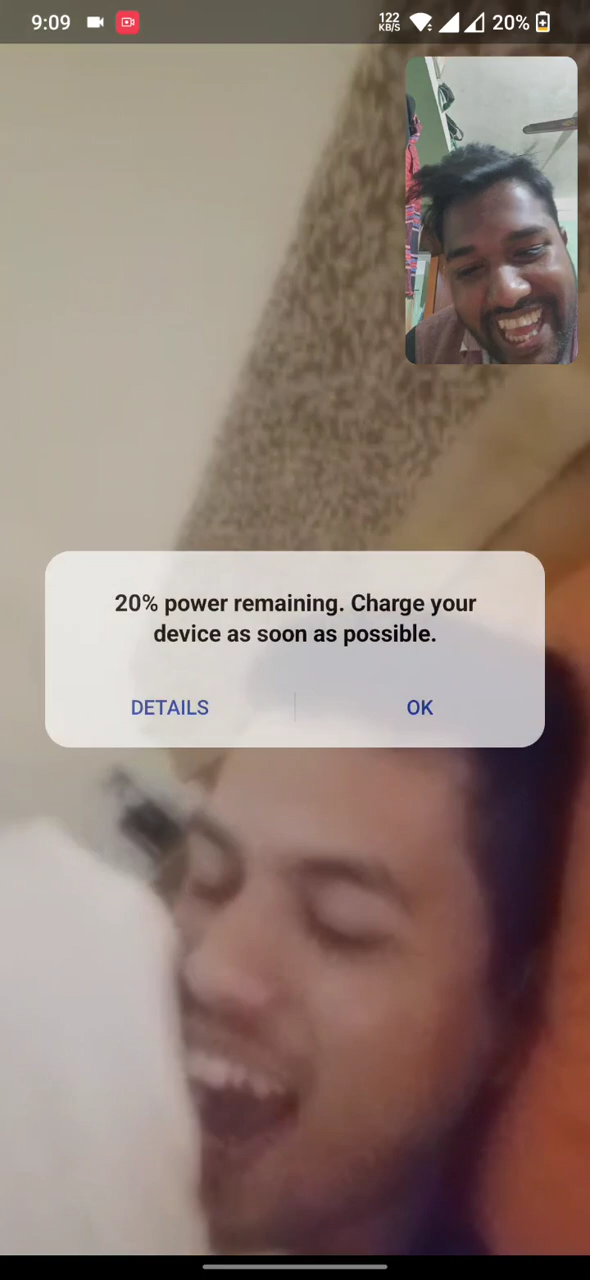 9:09
122
KB/S
20%
20% power remaining. Charge your
device as soon as possible.
DETAILS
OK